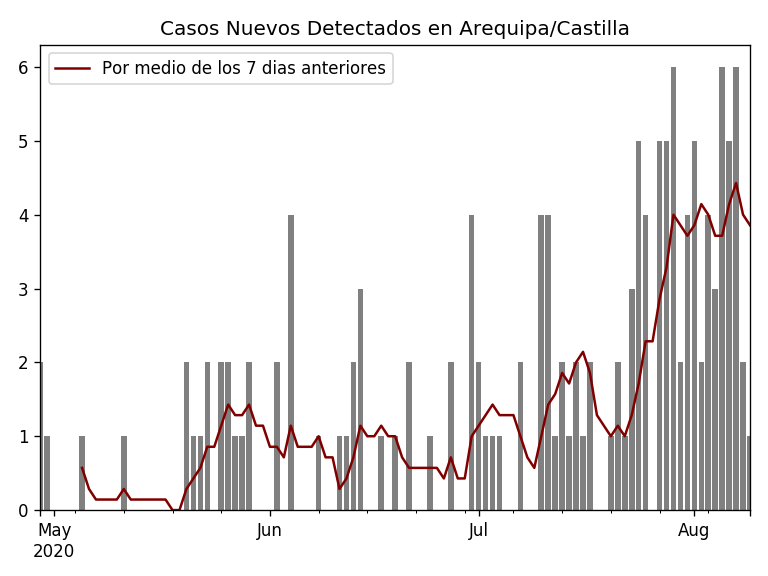 Casos Nuevos Detectados en Arequipa/Castilla
Por medio de los 7 dias anteriores
6
5
4
3
2
1
0
May Jun Jul Aug
2020